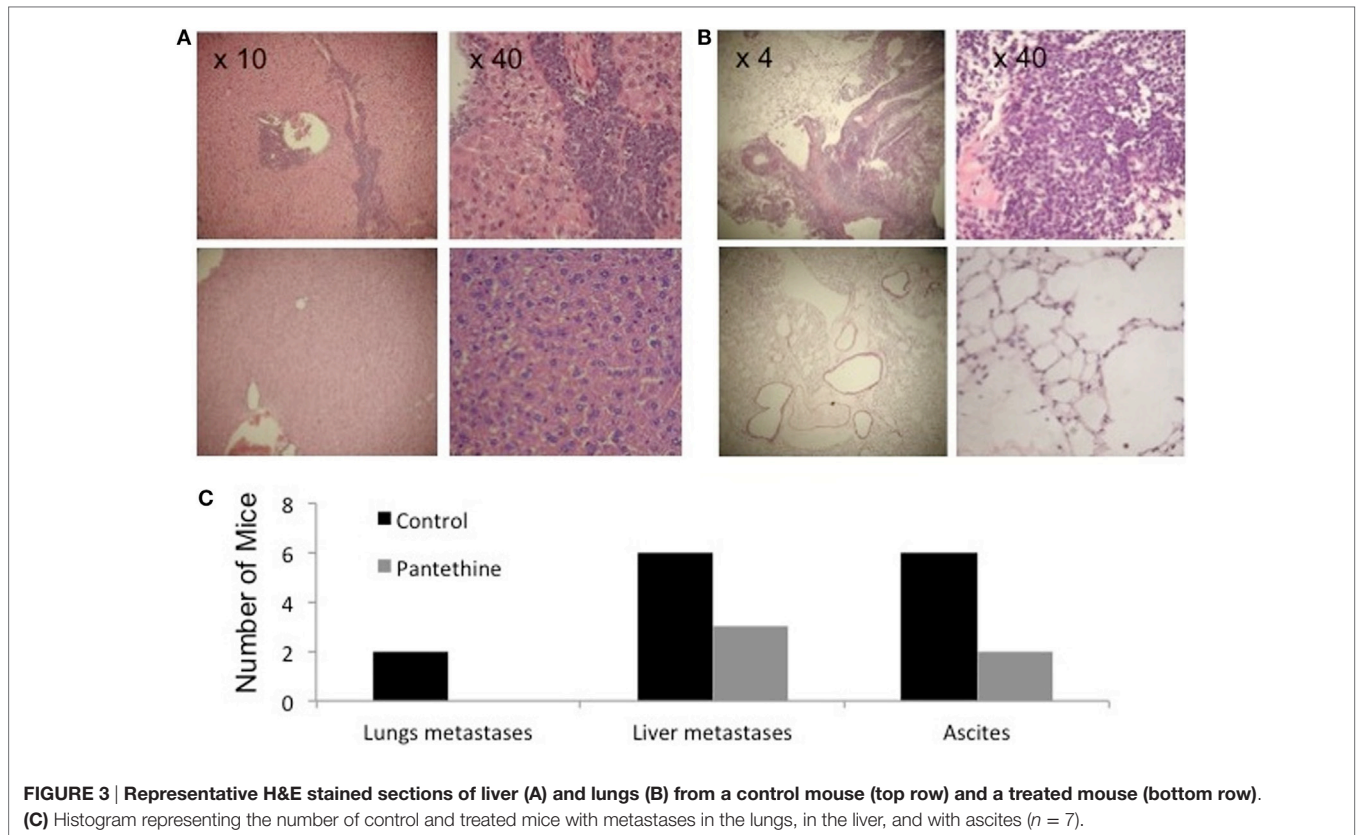 A
x 10
x 40
B
x 4
x 40
C
Number of Mice
8
6
4
2
0
Control
Pantethine
Lungs metastases
Liver metastases
Ascites
FIGURE 3 | Representative H&E stained sections of liver (A) and lungs (B) from a control mouse (top row) and a treated mouse (bottom row).
(C) Histogram representing the number of control and treated mice with metastases in the lungs, in the liver, and with ascites (n = 7).